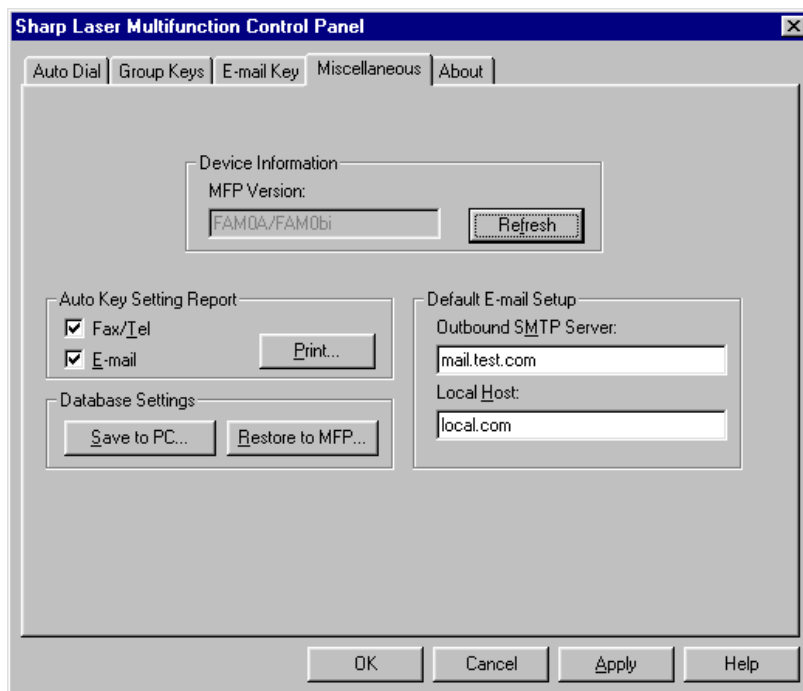 Sharp Laser Multifunction Control Panel
Auto Dial
Group Keys
E-mail Key
Miscellaneous
About
Device Information
MFP Version:
FAM0A/FAM0bi
Refresh
Auto Key Setting Report
Fax/Tel
E-mail
Print...
Database Settings
Save to PC...
Restore to MFP...
Default E-mail Setup
Outbound SMTP Server:
mail.test.com
Local Host:
local.com
OK
Cancel
Apply
Help